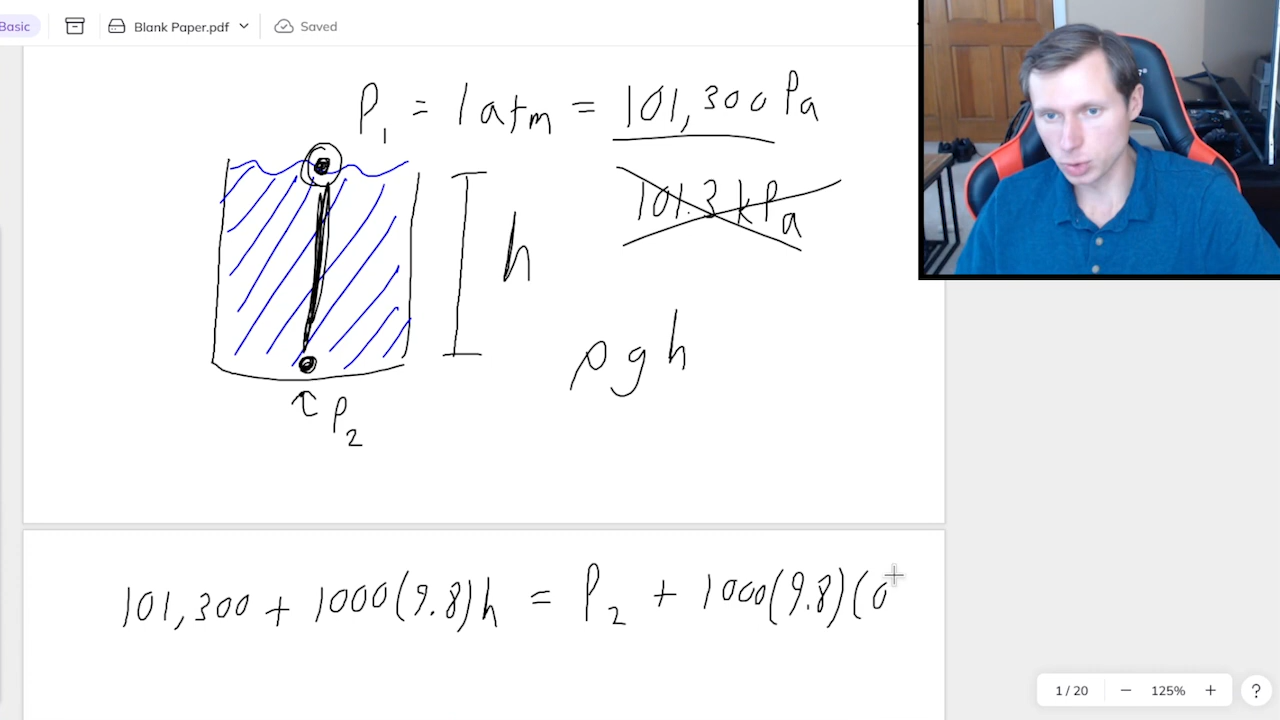 Basic
Blank Paper.pdf
Saved
P₁ = 1 atm = 101,300 Pa
101.3 kPa
h
ρgh
P₂
101,300 + 1000(9.8)h = P₂ + 1000(9.8)(0
1 / 20
125%
?